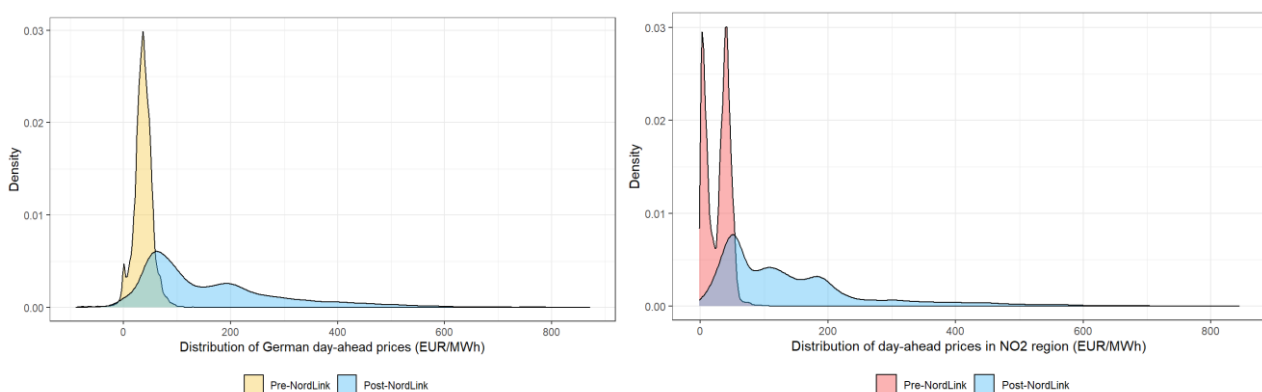 0.03
0.02
0.01
0.00
Density
0
200
400
600
800
Distribution of German day-ahead prices (EUR/MWh)
Pre-NordLink
Post-NordLink
0.03
0.02
0.01
0.00
Density
0
200
400
600
800
Distribution of day-ahead prices in NO2 region (EUR/MWh)
Pre-NordLink
Post-NordLink